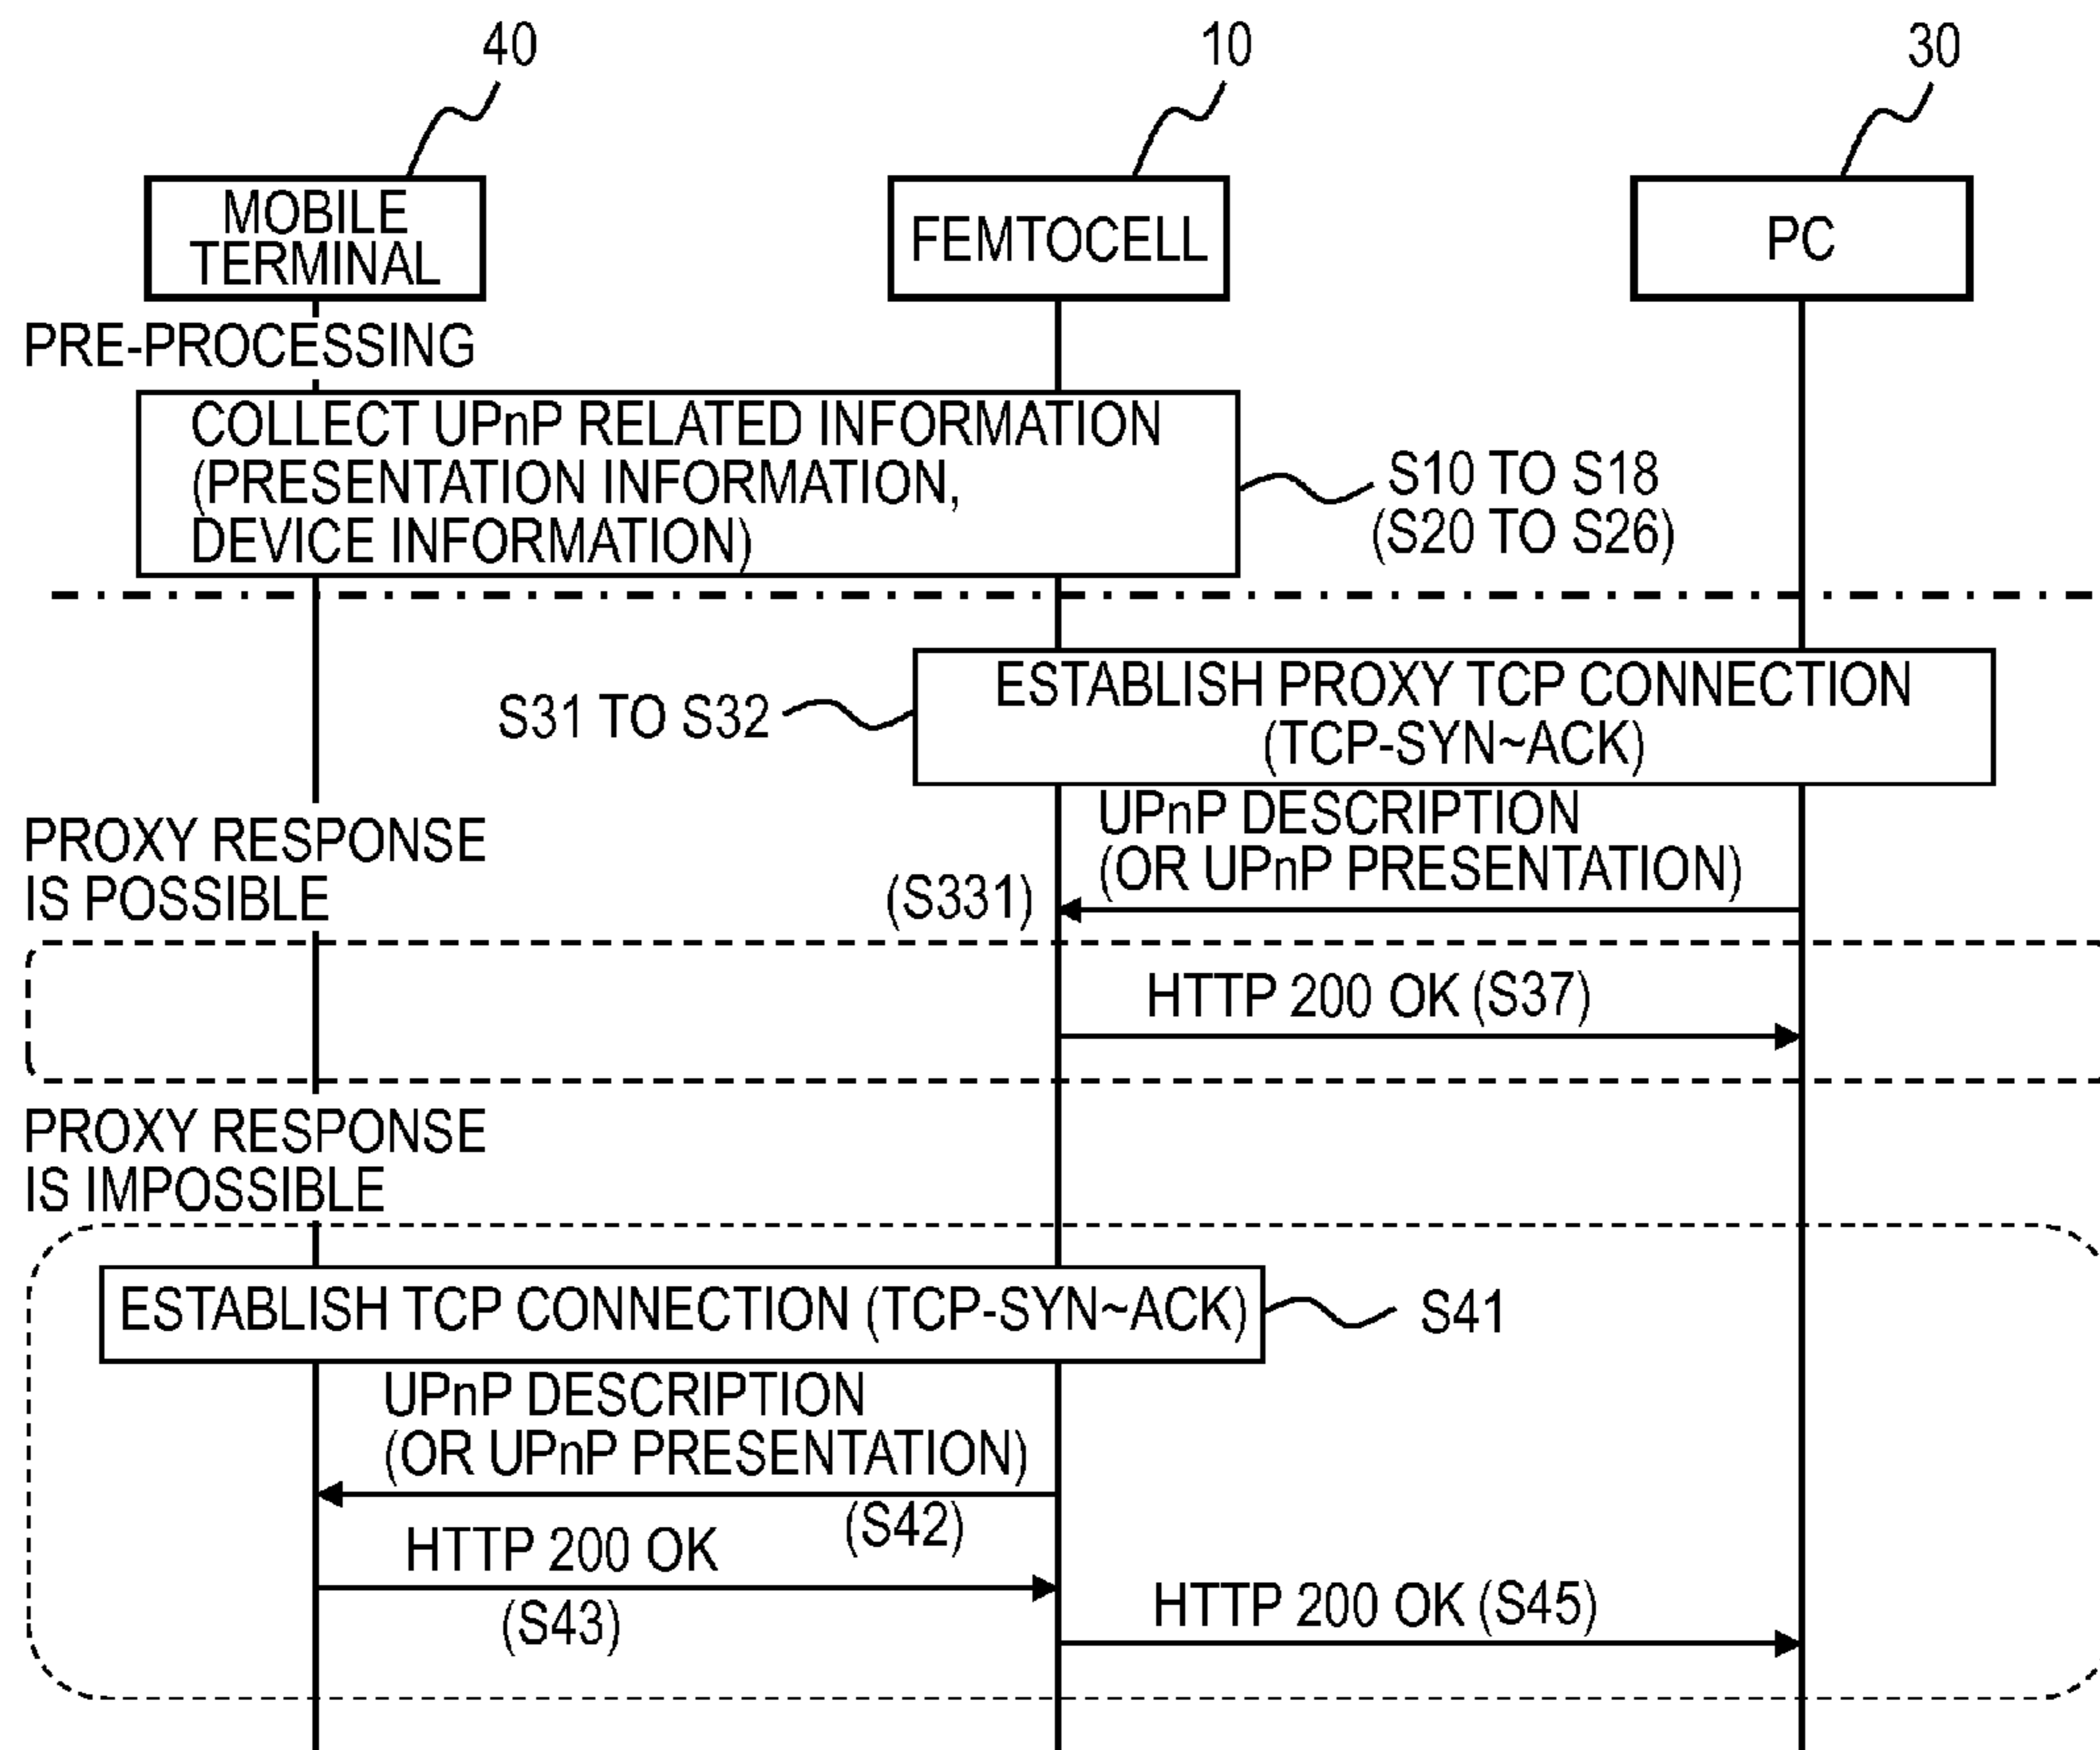 40
10
30
MOBILE
TERMINAL
FEMTOCELL
PC
PRE-PROCESSING
COLLECT UPnP RELATED INFORMATION
(PRESENTATION INFORMATION,
DEVICE INFORMATION)
S10 TO S18
(S20 TO S26)
ESTABLISH PROXY TCP CONNECTION
(TCP-SYN~ACK)
S31 TO S32
UPnP DESCRIPTION
(OR UPnP PRESENTATION)
(S331)
PROXY RESPONSE
IS POSSIBLE
HTTP 200 OK (S37)
PROXY RESPONSE
IS IMPOSSIBLE
ESTABLISH TCP CONNECTION (TCP-SYN~ACK)
S41
UPnP DESCRIPTION
(OR UPnP PRESENTATION)
(S42)
HTTP 200 OK
(S43)
HTTP 200 OK (S45)